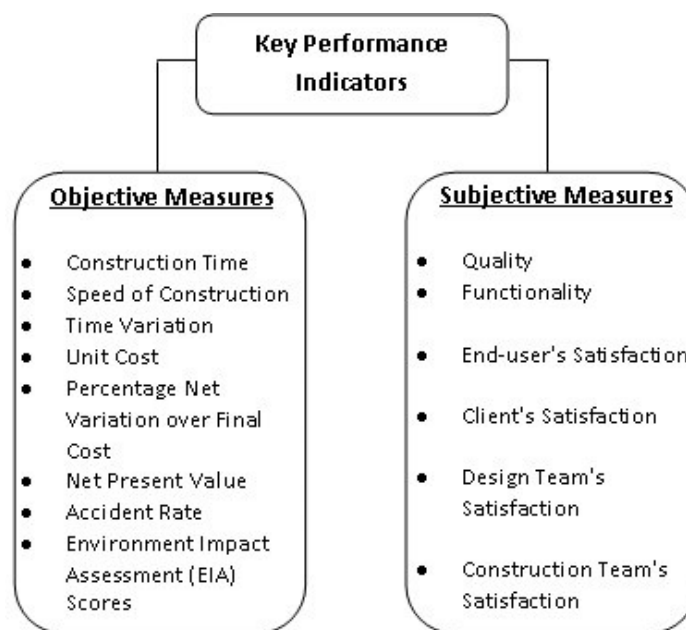 Key Performance
Indicators
Objective Measures
● Construction Time
● Speed of Construction
● Time Variation
● Unit Cost
● Percentage Net
Variation over Final
Cost
● Net Present Value
● Accident Rate
● Environment Impact
Assessment (EIA)
Scores
Subjective Measures
● Quality
● Functionality
● End-user's Satisfaction
● Client's Satisfaction
● Design Team's
Satisfaction
● Construction Team's
Satisfaction